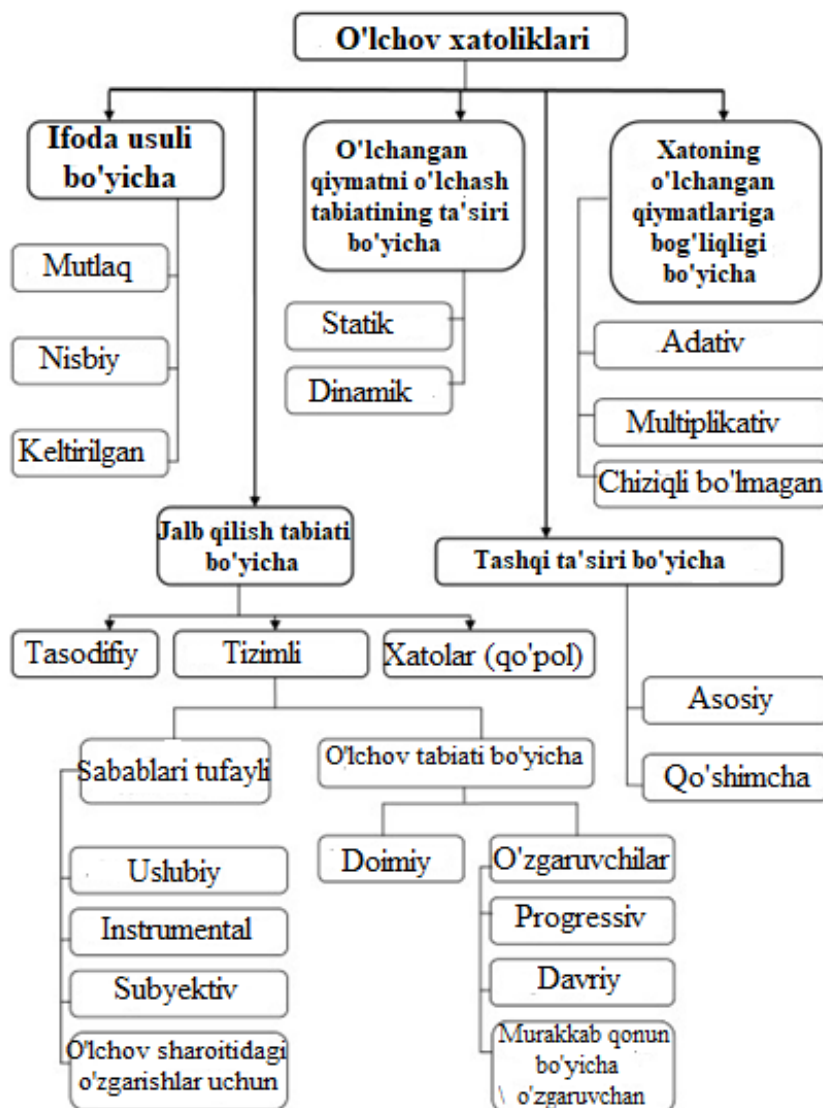 O'lchov xatoliklari
Ifoda usuli
bo'yicha
Mutlaq
Nisbiy
Keltirilgan
O'lchangan
qiymatni o'lchash
tabiatining ta'siri
bo'yicha
Statik
Dinamik
Xatoning
o'lchangan
qiymatlariga
bog'liqligi
bo'yicha
Adativ
Multiplikativ
Chiziqli bo'lmagan
Jalb qilish tabiati
bo'yicha
Tasodifiy
Tizimli
Xatolar (qo'pol)
Sabablari tufayli
Uslubiy
Instrumental
Subyektiv
O'lchov sharoitidagi
o'zgarishlar uchun
O'lchov tabiati bo'yicha
Doimiy
O'zgaruvchilar
Progressiv
Davriy
Murakkab qonun
bo'yicha
\ o'zgaruvchan
Tashqi ta'siri bo'yicha
Asosiy
Qo'shimcha